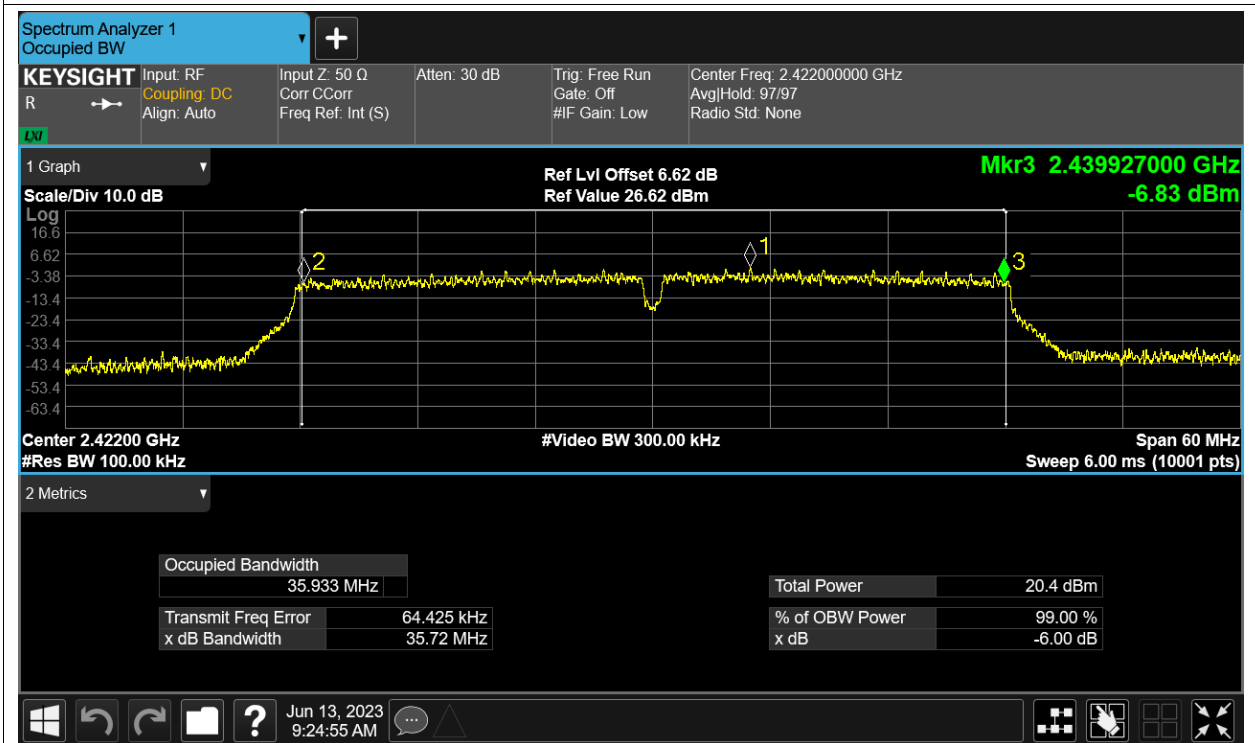 Spectrum Analyzer 1
Occupied BW
KEYSIGHT
R
LXI
Input: RF
Coupling: DC
Align: Auto
Input Z: 50 Ω
Corr CCorr
Freq Ref: Int (S)
Atten: 30 dB
Trig: Free Run
Gate: Off
#IF Gain: Low
Center Freq: 2.422000000 GHz
Avg|Hold: 97/97
Radio Std: None
1 Graph
Scale/Div 10.0 dB
Ref Lvl Offset 6.62 dB
Ref Value 26.62 dBm
Mkr3 2.439927000 GHz
-6.83 dBm
Log
16.6
6.62
-3.38
-13.4
-23.4
-33.4
-43.4
-53.4
-63.4
2
1
3
Center 2.42200 GHz
#Video BW 300.00 kHz
Span 60 MHz
#Res BW 100.00 kHz
Sweep 6.00 ms (10001 pts)
2 Metrics
Occupied Bandwidth
35.933 MHz
Total Power 20.4 dBm
Transmit Freq Error 64.425 kHz
% of OBW Power 99.00 %
x dB Bandwidth 35.72 MHz
x dB -6.00 dB
Jun 13, 2023
9:24:55 AM